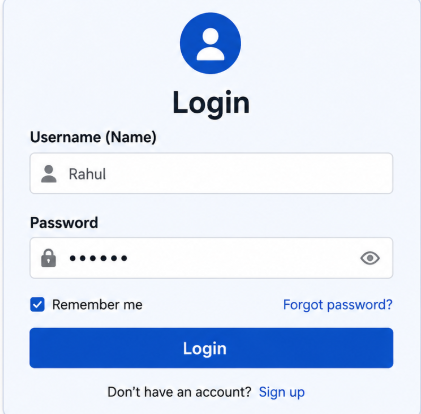 Login
Username (Name)
Rahul
Password
••••••
Remember me Forgot password?
Login
Don't have an account? Sign up